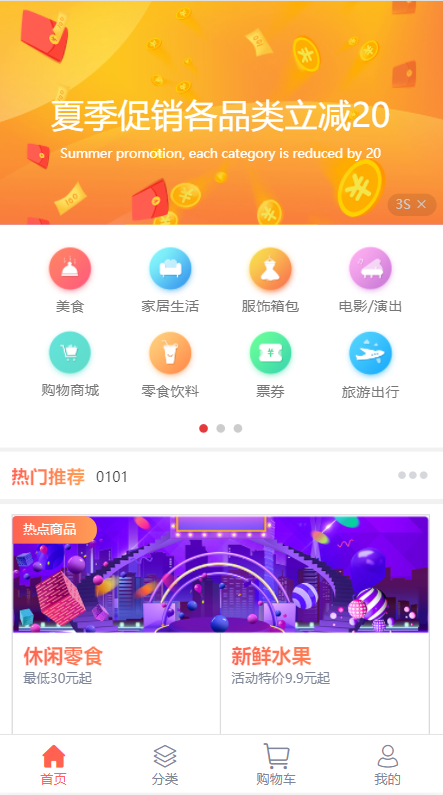 夏季促销各品类立减20
Summer promotion, each category is reduced by 20
3S ×
美食 家居生活 服饰箱包 电影/演出
购物商城 零食饮料 票券 旅游出行
热门推荐 0101
热点商品
休闲零食 新鲜水果
最低30元起 活动特价9.9元起
首页 分类 购物车 我的